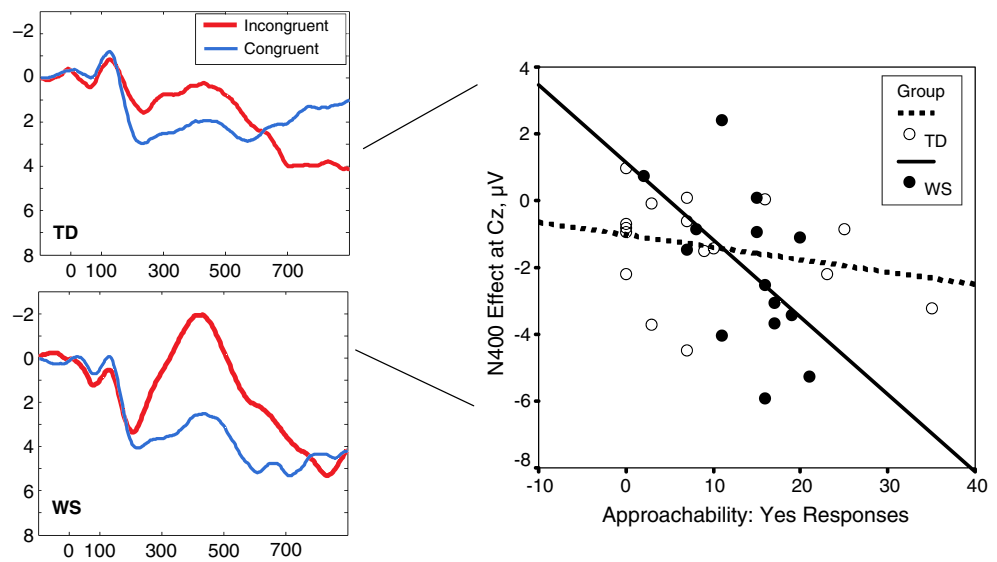 −2
0
2
4
6
8
Incongruent
Congruent
TD
0 100 300 500 700
−2
0
2
4
6
8
WS
0 100 300 500 700
N400 Effect at Cz, µV
4
2
0
-2
-4
-6
-8
Group
TD
WS
-10 0 10 20 30 40
Approachability: Yes Responses